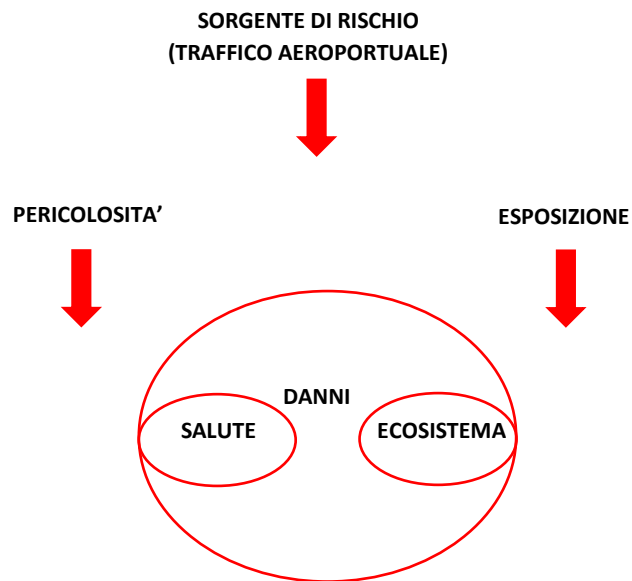 SORGENTE DI RISCHIO
(TRAFFICO AEROPORTUALE)
PERICOLOSITA’
ESPOSIZIONE
DANNI
SALUTE
ECOSISTEMA